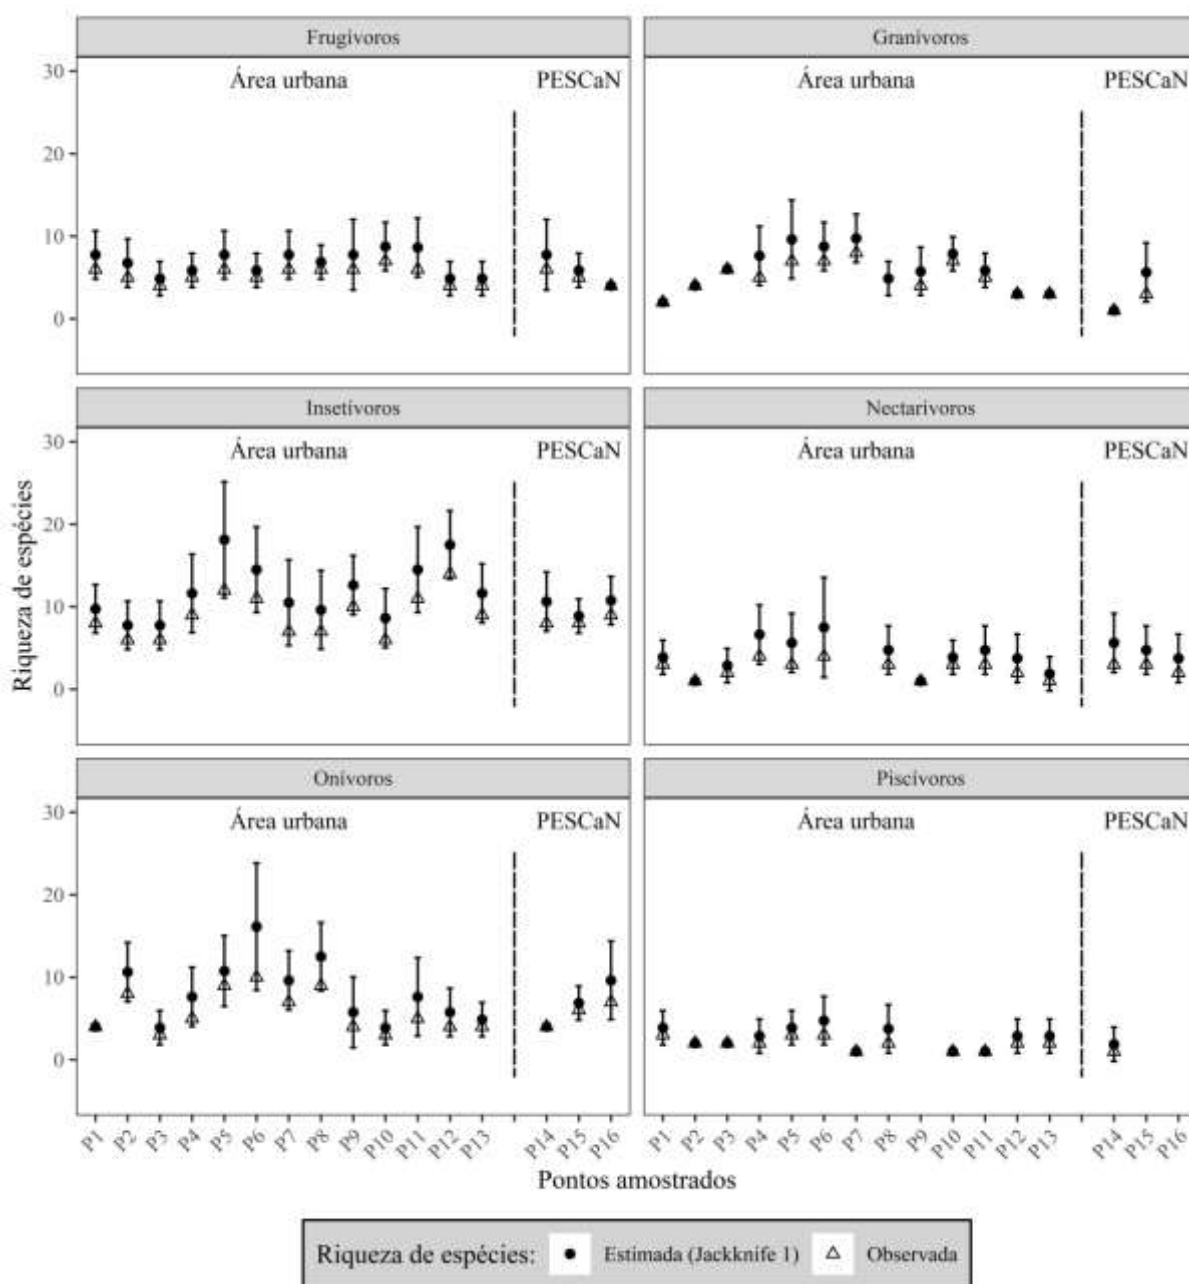 Frugívoros
Granívoros
Área urbana
PESCaN
Área urbana
PESCaN
30
20
10
0
Insetívoros
Nectarivoros
Área urbana
PESCaN
Área urbana
PESCaN
30
20
10
0
Riqueza de espécies
Onívoros
Piscívoros
Área urbana
PESCaN
Área urbana
PESCaN
30
20
10
0
P1 P2 P3 P4 P5 P6 P7 P8 P9 P10 P11 P12 P13 P14 P15 P16
P1 P2 P3 P4 P5 P6 P7 P8 P9 P10 P11 P12 P13 P14 P15 P16
Pontos amostrados
Riqueza de espécies: Estimada (Jackknife 1) Observada